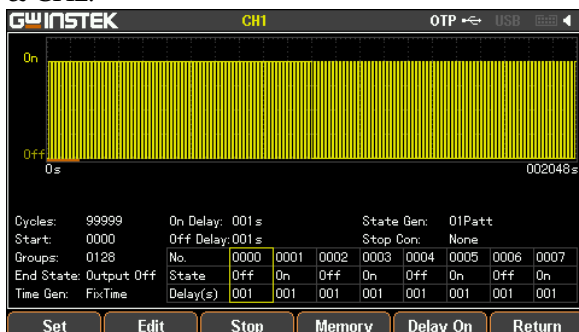 GWINSTEK CH1 OTP USB
On
Off
0s 002048s
Cycles: 99999 On Delay: 001s State Gen: 01Patt
Start: 0000 Off Delay: 001s Stop Con: None
Groups: 0128 No. 0000 0001 0002 0003 0004 0005 0006 0007
End State: Output Off State Off On Off On Off On Off On
Time Gen: FixTime Delay(s) 001 001 001 001 001 001 001 001
Set Edit Stop Memory Delay On Return